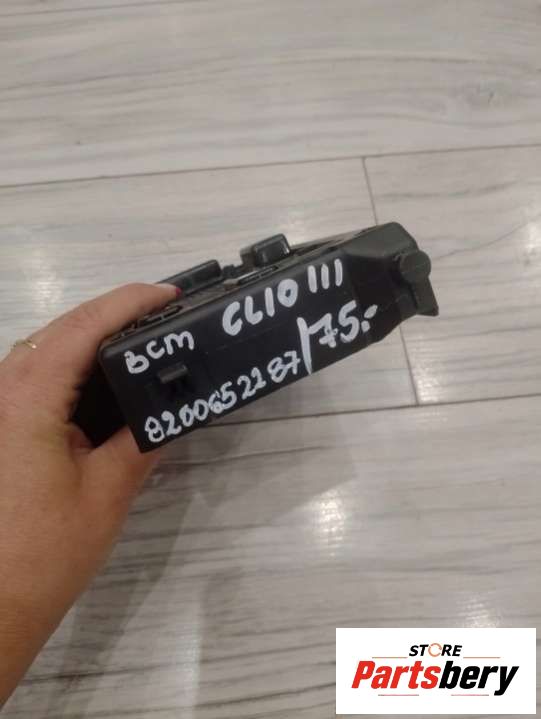 BCM CLIO III
8200652287/75.-
STORE
Partsbery